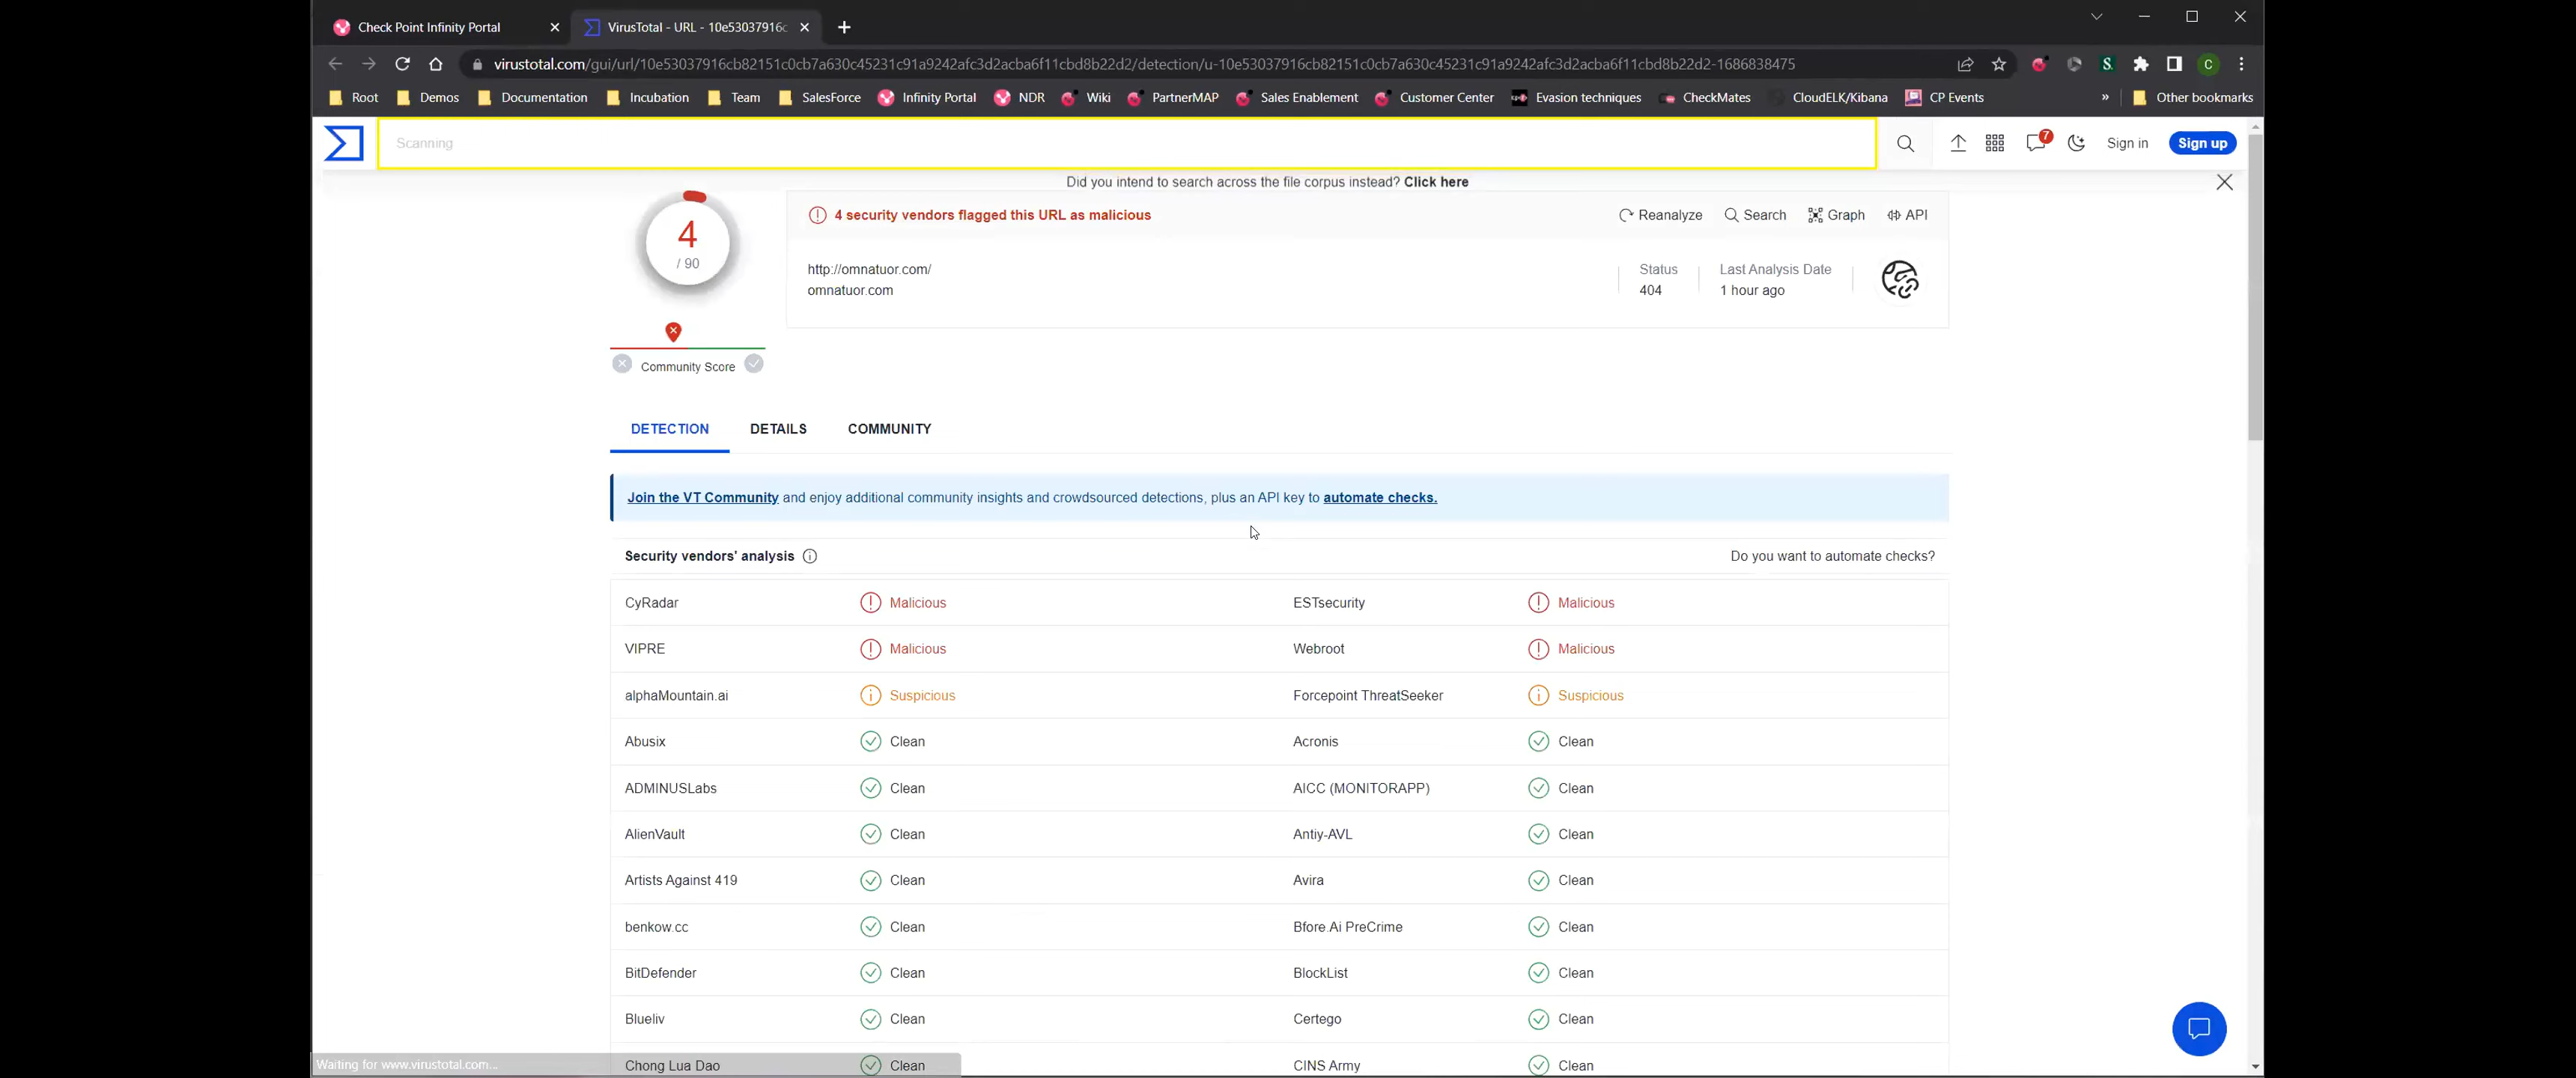 Check Point Infinity Portal
VirusTotal - URL - 10e53037916c
virustotal.com/gui/url/10e53037916cb82151c0cb7a630c45231c91a9242afc3d2acba6f11cbd8b22d2/detection/u-10e53037916cb82151c0cb7a630c45231c91a9242afc3d2acba6f11cbd8b22d2-1686838475
C
Root Demos Documentation Incubation Team SalesForce Infinity Portal NDR Wiki PartnerMAP Sales Enablement Customer Center Evasion techniques CheckMates CloudELK/Kibana CP Events » Other bookmarks
Scanning
7
Sign in
Sign up
Did you intend to search across the file corpus instead? Click here
4
/ 90
4 security vendors flagged this URL as malicious
Reanalyze Search Graph API
http://omnatuor.com/
omnatuor.com
Status
404
Last Analysis Date
1 hour ago
Community Score
DETECTION DETAILS COMMUNITY
Join the VT Community and enjoy additional community insights and crowdsourced detections, plus an API key to automate checks.
Security vendors' analysis
Do you want to automate checks?
CyRadar Malicious ESTsecurity Malicious
VIPRE Malicious Webroot Malicious
alphaMountain.ai Suspicious Forcepoint ThreatSeeker Suspicious
Abusix Clean Acronis Clean
ADMINUSLabs Clean AICC (MONITORAPP) Clean
AlienVault Clean Antiy-AVL Clean
Artists Against 419 Clean Avira Clean
benkow.cc Clean Bfore.Ai PreCrime Clean
BitDefender Clean BlockList Clean
Blueliv Clean Certego Clean
Chong Lua Dao Clean CINS Army Clean
Waiting for www.virustotal.com...